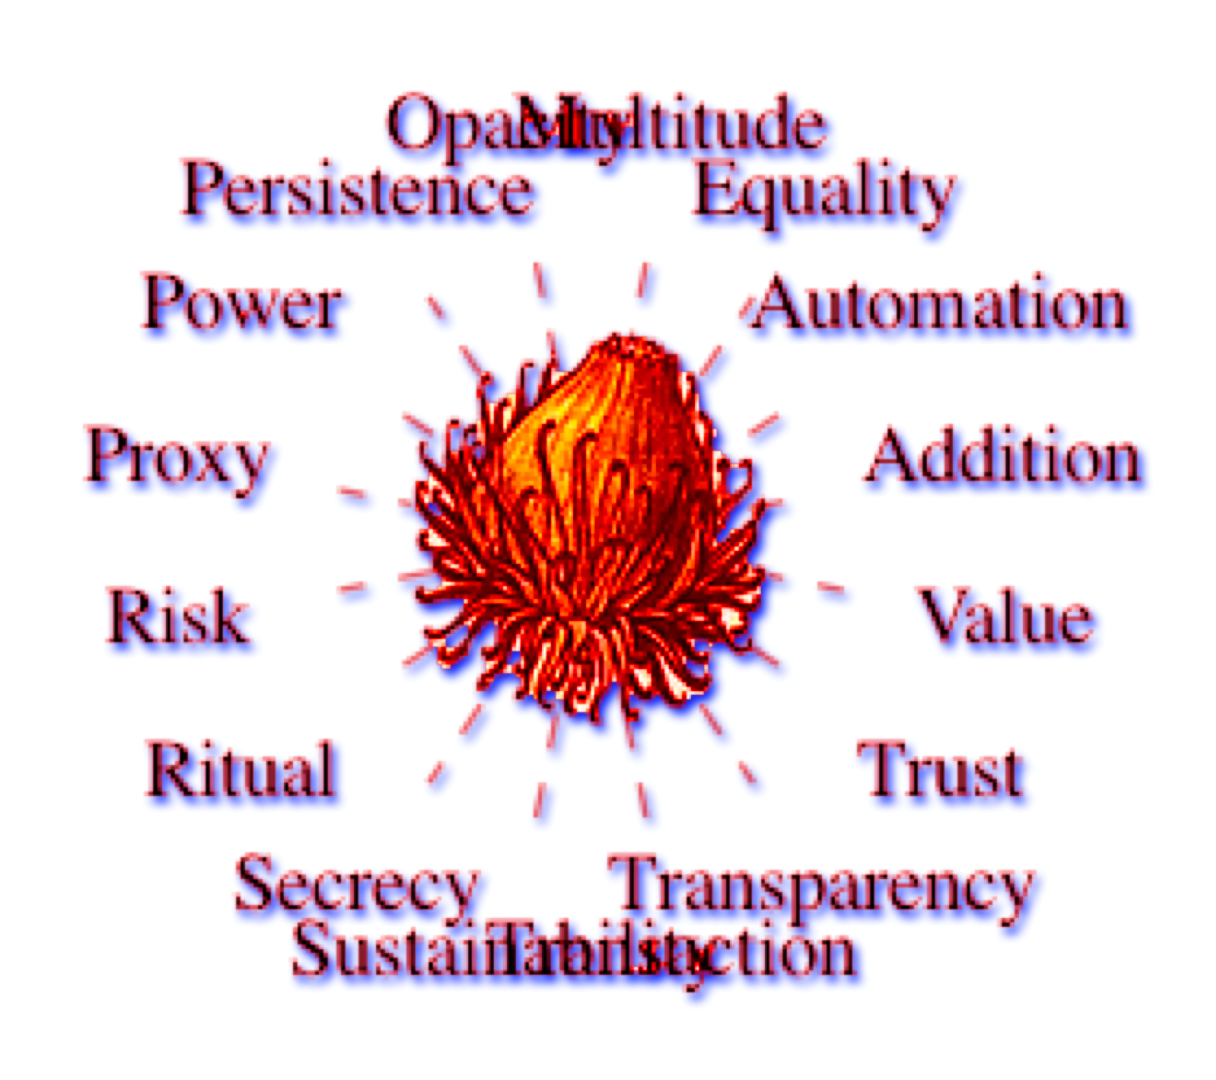 Opacity Multitude
Persistence Equality
Power Automation
Proxy Addition
Risk Value
Ritual Trust
Secrecy Transparency
Sustainability Transaction